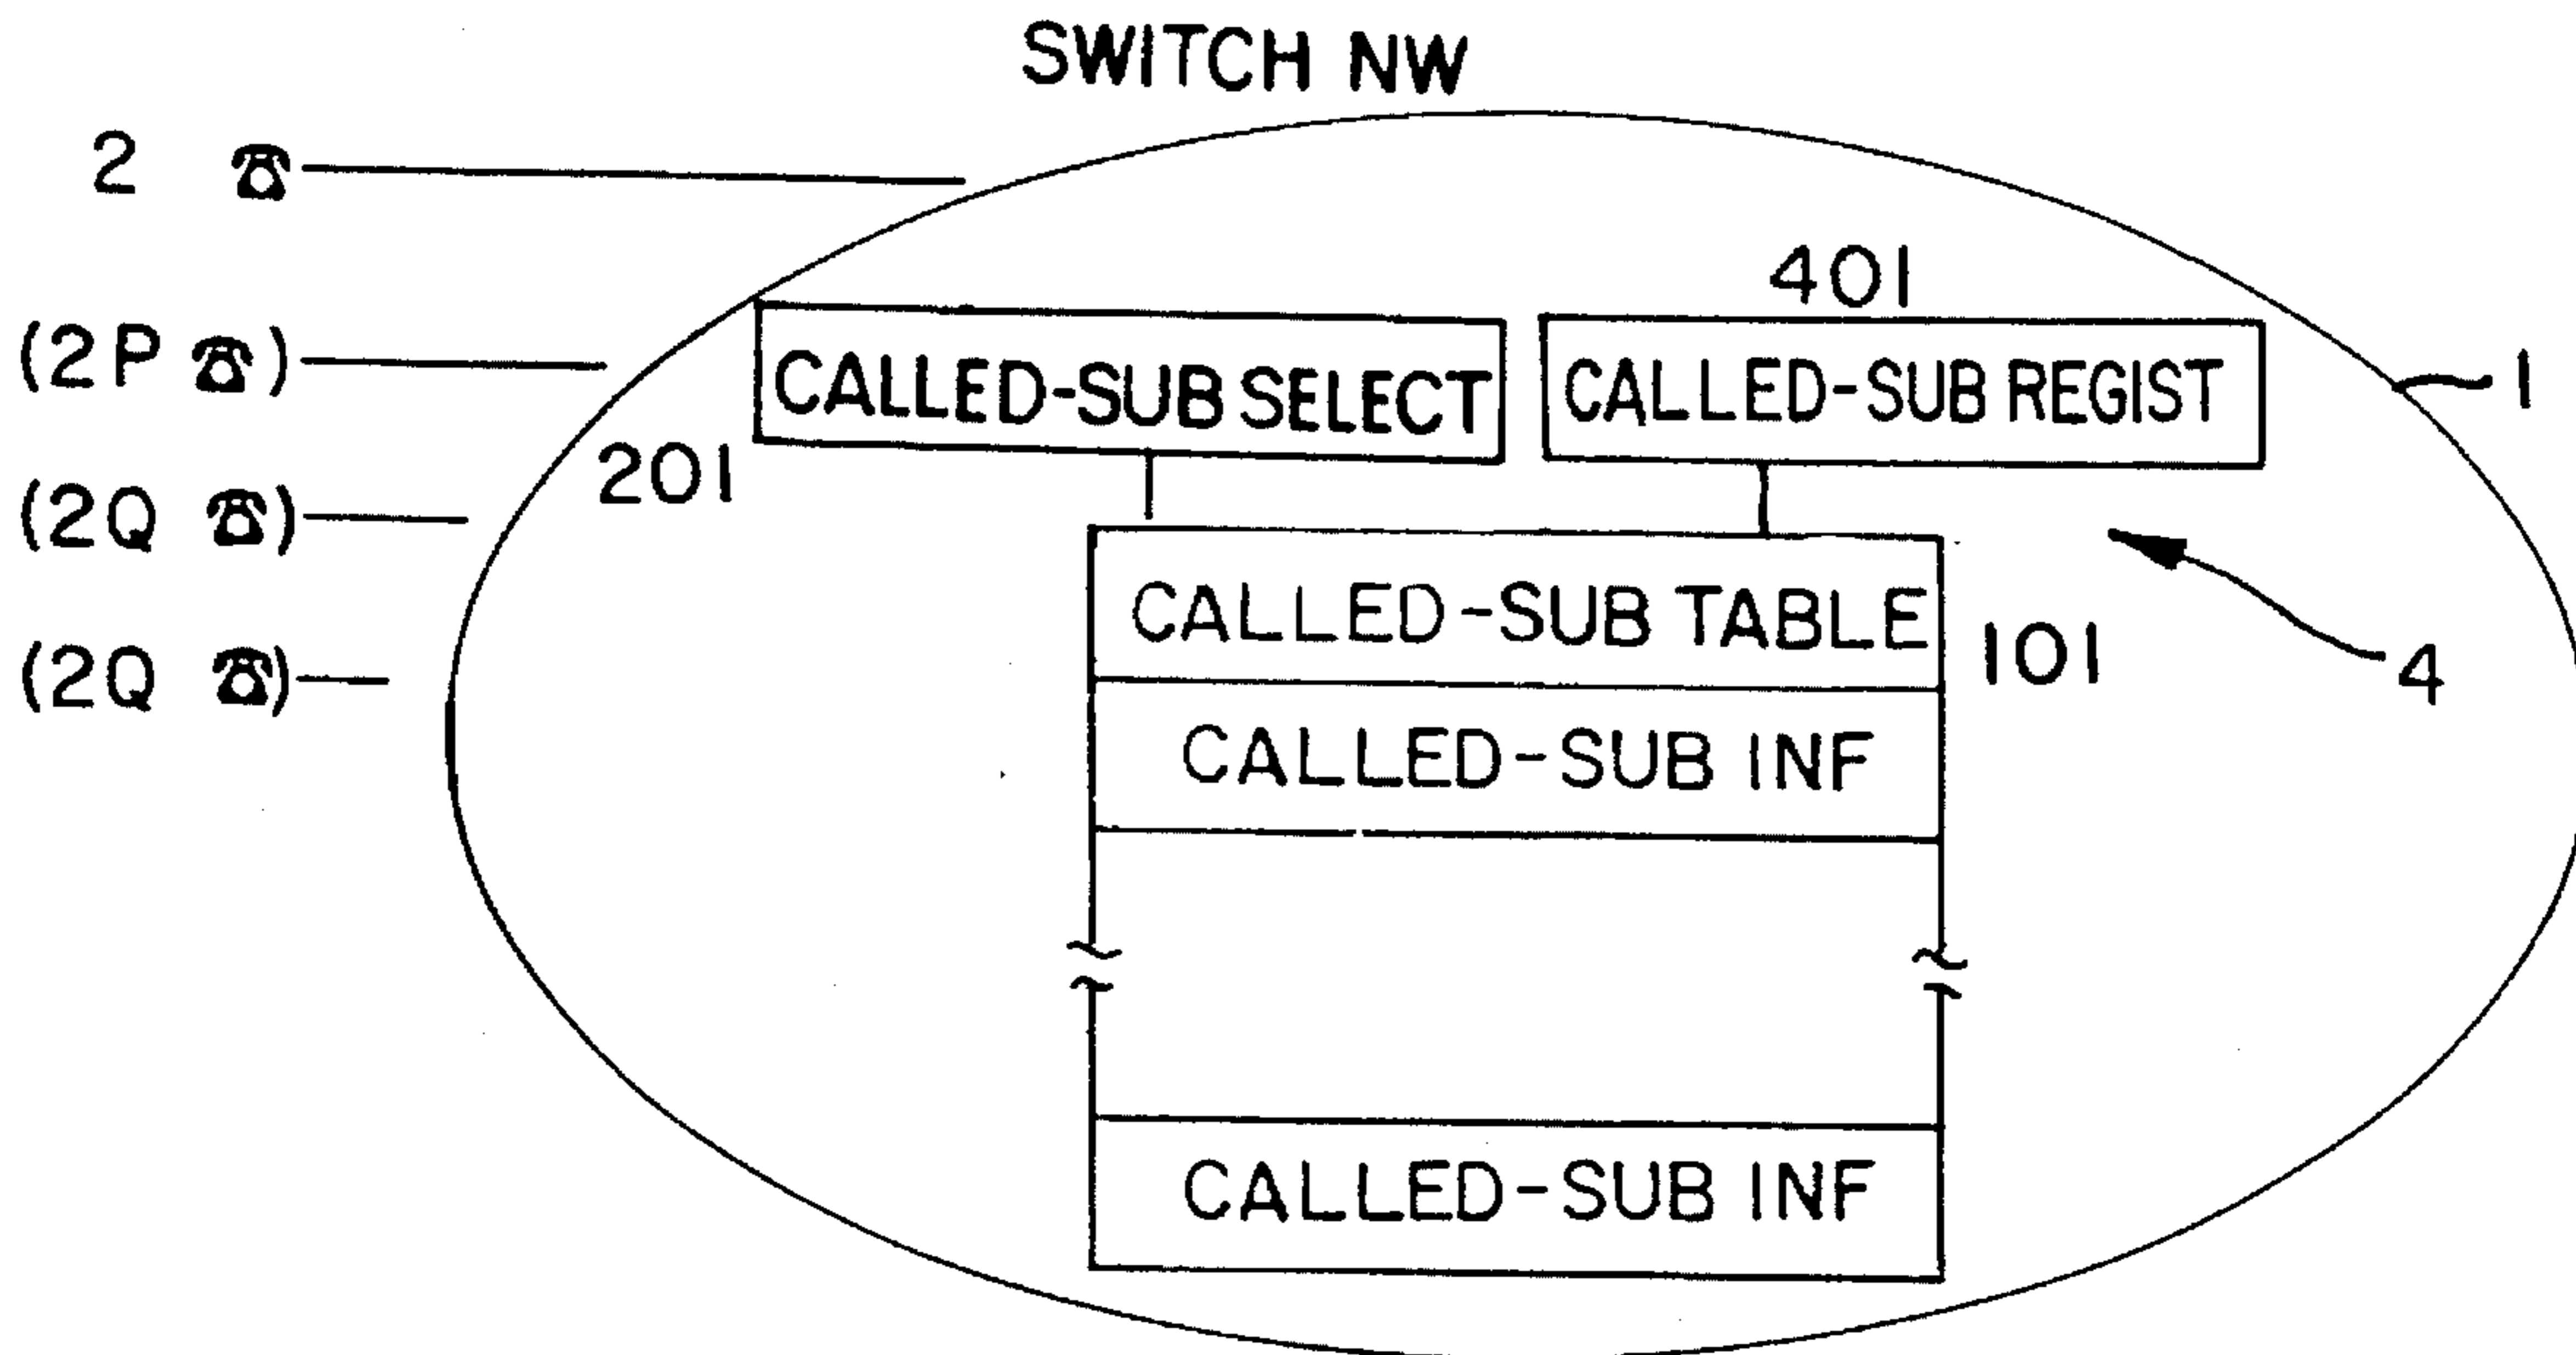 SWITCH NW
2
401
(2P )
CALLED-SUB SELECT
CALLED-SUB REGIST
1
201
(2Q )
CALLED-SUB TABLE
101
(2Q )
4
CALLED-SUB INF
CALLED-SUB INF